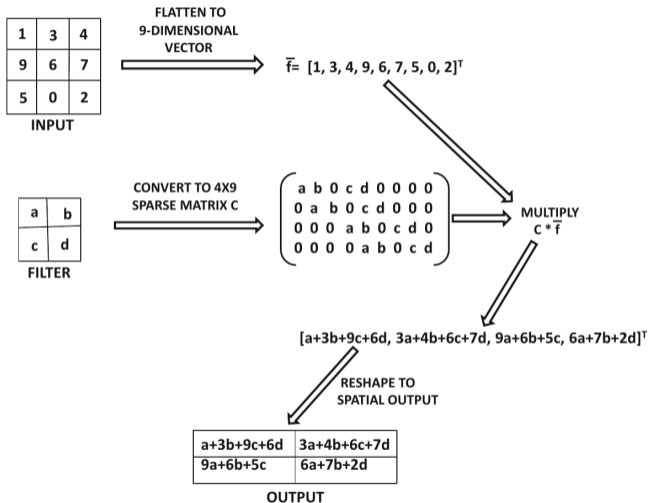 FLATTEN TO
9-DIMENSIONAL
VECTOR
1 3 4
9 6 7
5 0 2
INPUT
f̅= [1, 3, 4, 9, 6, 7, 5, 0, 2]ᵀ
CONVERT TO 4X9
SPARSE MATRIX C
a b
c d
FILTER
a b 0 c d 0 0 0 0
0 a b 0 c d 0 0 0
0 0 0 a b 0 c d 0
0 0 0 0 a b 0 c d
MULTIPLY
C * f̅
[a+3b+9c+6d, 3a+4b+6c+7d, 9a+6b+5c, 6a+7b+2d]ᵀ
RESHAPE TO
SPATIAL OUTPUT
a+3b+9c+6d 3a+4b+6c+7d
9a+6b+5c 6a+7b+2d
OUTPUT